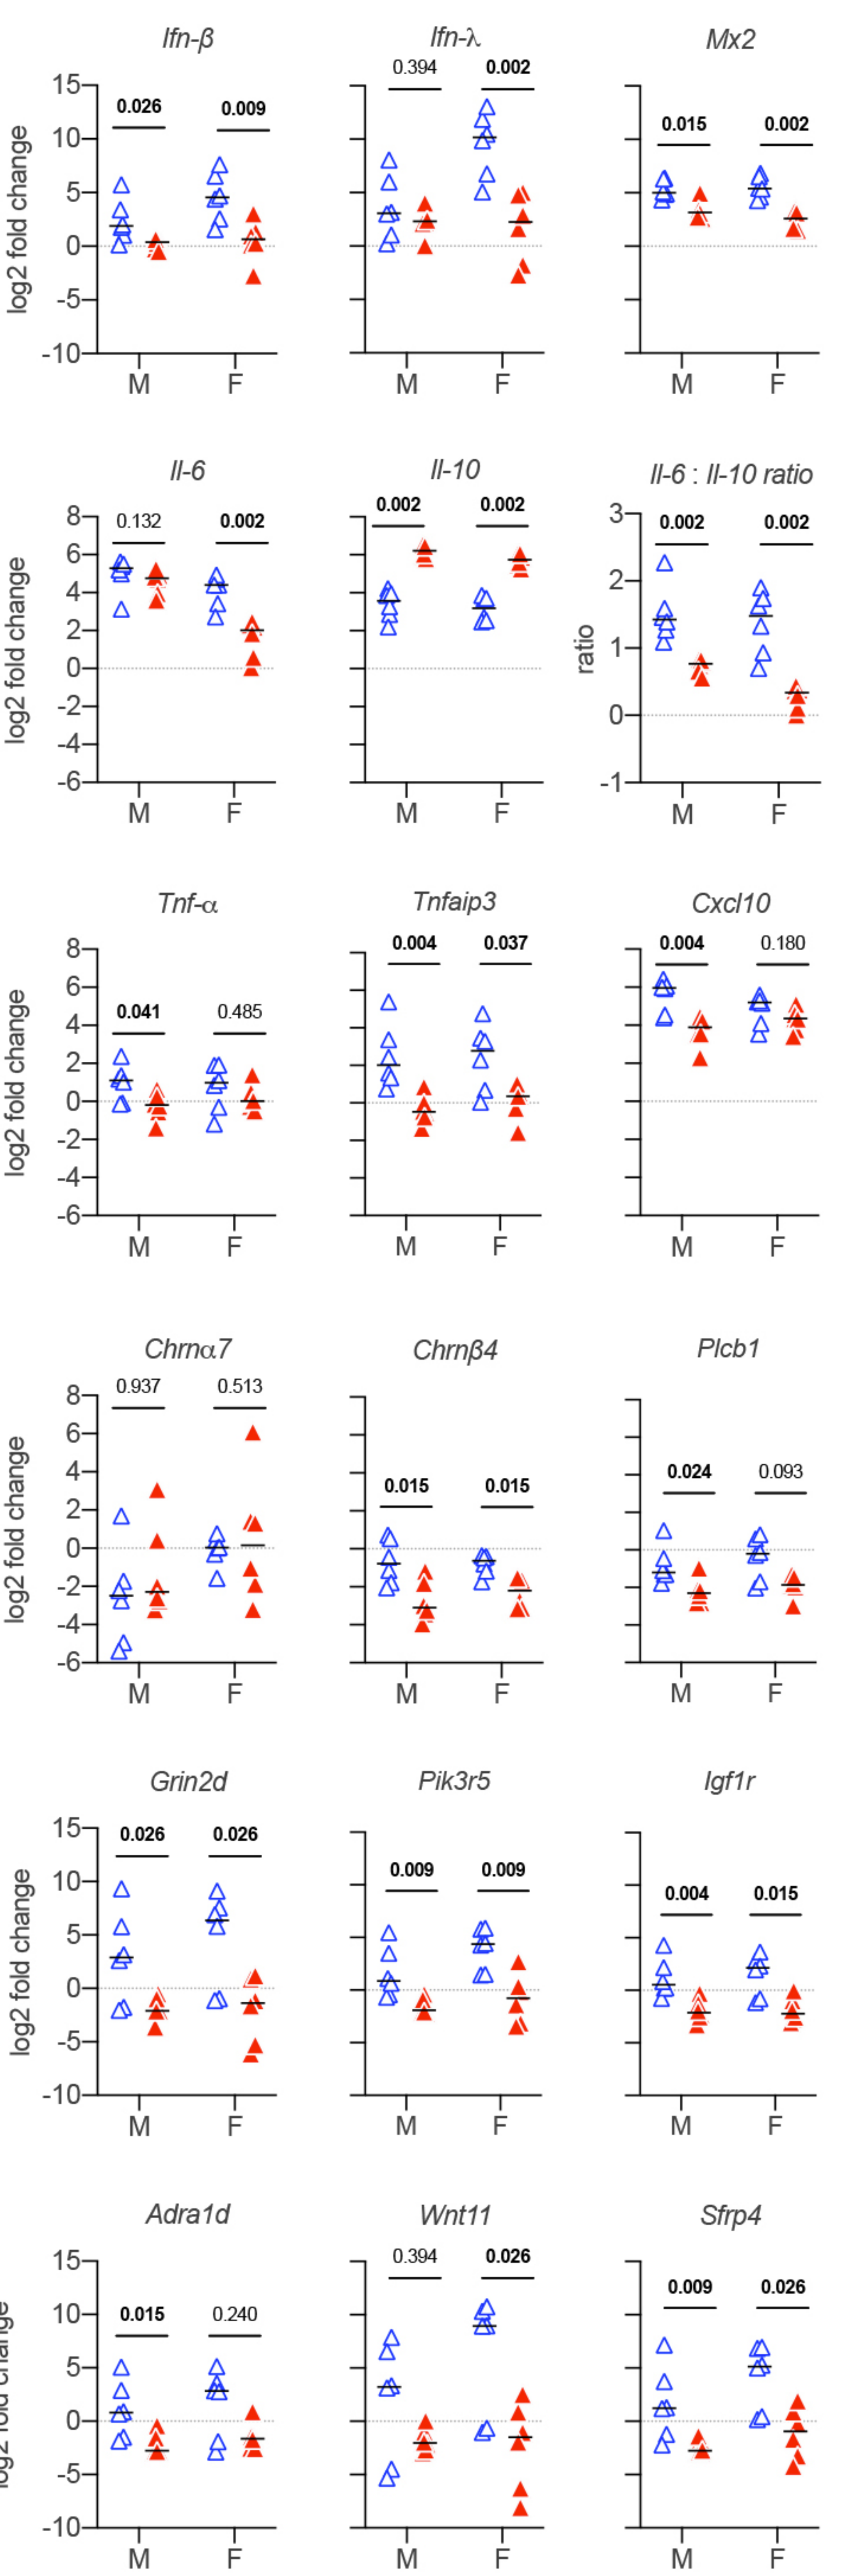 Ifn-β Ifn-λ Mx2
0.026 0.009 0.394 0.002 0.015 0.002
log2 fold change
15
10
5
0
-5
-10
M F M F M F
Il-6 Il-10 Il-6 : Il-10 ratio
0.132 0.002 0.002 0.002 0.002 0.002
log2 fold change
8
6
4
2
0
-2
-4
-6
ratio
3
2
1
0
-1
M F M F M F
Tnf-α Tnfaip3 Cxcl10
0.041 0.485 0.004 0.037 0.004 0.180
log2 fold change
8
6
4
2
0
-2
-4
-6
M F M F M F
Chrnα7 Chrnβ4 Plcb1
0.937 0.513 0.015 0.015 0.024 0.093
log2 fold change
8
6
4
2
0
-2
-4
-6
M F M F M F
Grin2d Pik3r5 Igf1r
0.026 0.026 0.009 0.009 0.004 0.015
log2 fold change
15
10
5
0
-5
-10
M F M F M F
Adra1d Wnt11 Sfrp4
0.015 0.240 0.394 0.026 0.009 0.026
log2 fold change
15
10
5
0
-5
-10
M F M F M F